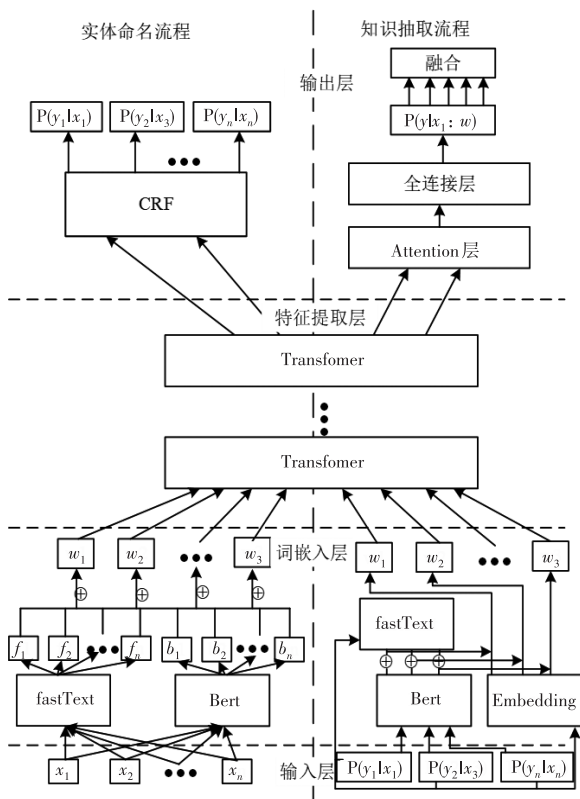 实体命名流程
知识抽取流程
输出层
融合
P(y₁|x₁) P(y₂|x₃) P(yₙ|xₙ)
P(y|x₁：w)
CRF
全连接层
Attention层
特征提取层
Transfomer
Transfomer
词嵌入层
w₁ w₂ w₃
w₁ w₂ w₃
f₁ f₂ fₙ b₁ b₂ bₙ
fastText
fastText Bert
Bert Embedding
输入层
x₁ x₂ xₙ
P(y₁|x₁) P(y₂|x₃) P(yₙ|xₙ)